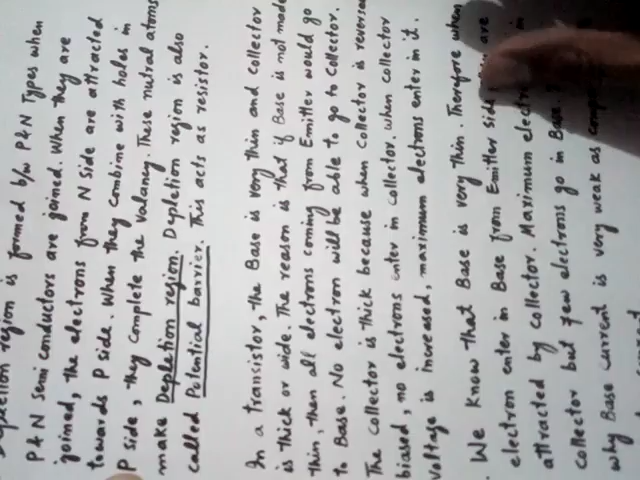 Depletion region is formed b/w P&N Types when
P&N Semi conductors are joined. When they are
joined, the electrons from N side are attracted
towards P side. When they combine with holes in
P side, they complete the valancy. These nutral atoms
make Depletion region. Depletion region is also
called Potential barrier. This acts as resistor.
In a transistor, the Base is very thin and collector
is thick or wide. The reason is that if Base is not made
thin, then all electrons coming from Emitter would go
to Base. No electron will be able to go to collector.
The collector is thick because when collector is reverse
biased, no electrons enter in collector. when collector
voltage is increased, maximum electrons enter in it.
We know that Base is very thin. Therefore when
electron enter in Base from Emitter side, are
attracted by collector. Maximum electron in
collector but few electrons go in Base.
why Base current is very weak as